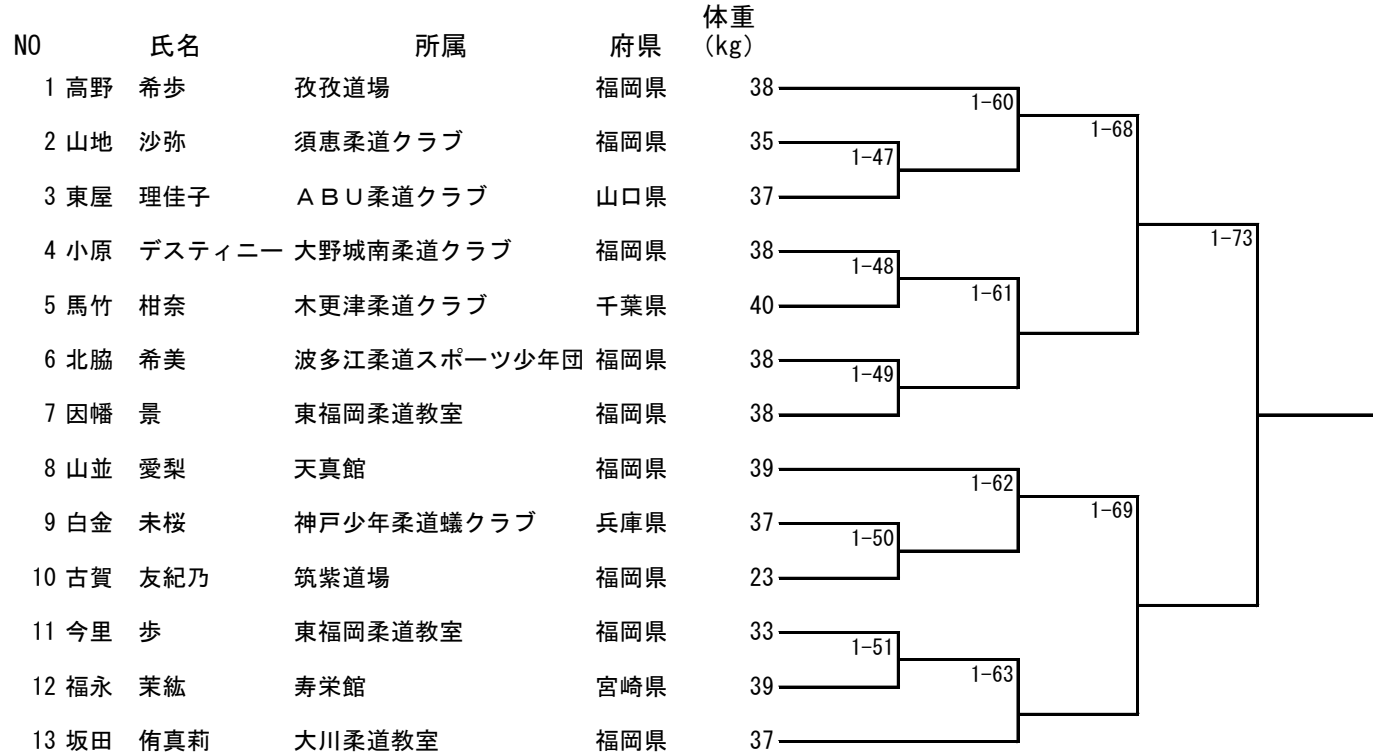 体重
NO 氏名 所属 府県 (kg)
1 高野 希歩 孜孜道場 福岡県 38
1-60
1-68
2 山地 沙弥 須恵柔道クラブ 福岡県 35
1-47
3 東屋 理佳子 ＡＢＵ柔道クラブ 山口県 37
4 小原 デスティニー 大野城南柔道クラブ 福岡県 38
1-73
1-48
5 馬竹 柑奈 木更津柔道クラブ 千葉県 40
1-61
6 北脇 希美 波多江柔道スポーツ少年団 福岡県 38
1-49
7 因幡 景 東福岡柔道教室 福岡県 38
8 山並 愛梨 天真館 福岡県 39
1-62
1-69
9 白金 未桜 神戸少年柔道蟻クラブ 兵庫県 37
1-50
10 古賀 友紀乃 筑紫道場 福岡県 23
11 今里 歩 東福岡柔道教室 福岡県 33
1-51
12 福永 茉紘 寿栄館 宮崎県 39
1-63
13 坂田 侑真莉 大川柔道教室 福岡県 37